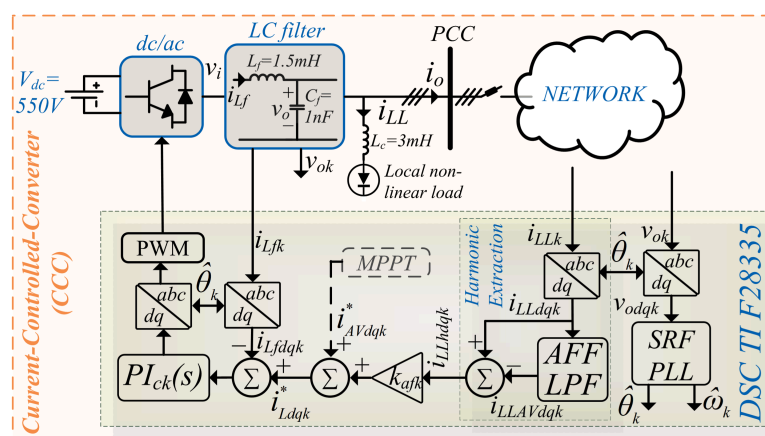 dc/ac
LC filter
PCC
V_dc=
550V
v_i
i_Lf
L_f=1.5mH
C_f=
1nF
+
v_o
−
i_LL
i_o
NETWORK
L_c=3mH
v_ok
Local non-
linear load
Current-Controlled-Converter
(CCC)
PWM
i_Lfk
MPPT
Harmonic
Extraction
i_LLk
v_ok
DSC TI F28335
abc
dq
θ̂_k
abc
dq
abc
dq
θ̂_k
abc
dq
i_LLdqk
v_odqk
i*_AVdqk
i_LLhdqk
−
i_Lfdqk
+
+
AFF
LPF
SRF
PLL
PI_ck(s)
Σ
+
Σ
+
k_afk
Σ
−
i*_Ldqk
i_LLAVdqk
θ̂_k
ω̂_k